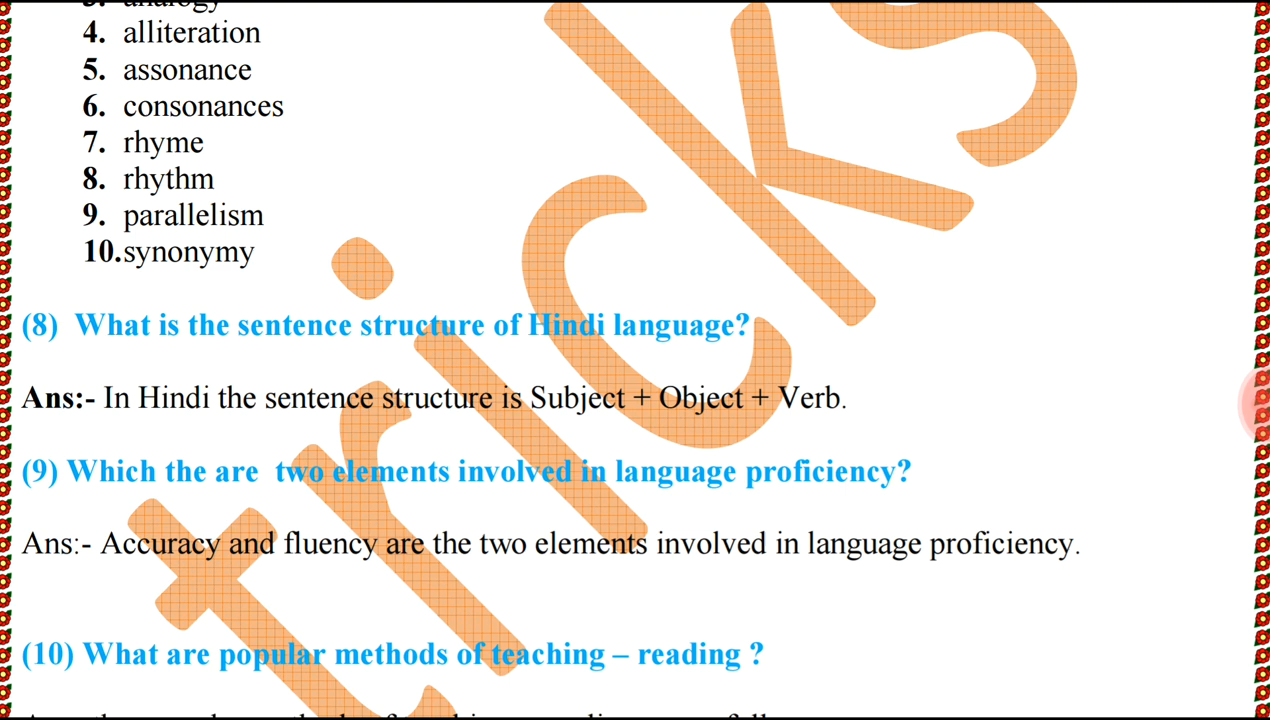 3. analogy
4. alliteration
5. assonance
6. consonances
7. rhyme
8. rhythm
9. parallelism
10.synonymy
(8) What is the sentence structure of Hindi language?
Ans:- In Hindi the sentence structure is Subject + Object + Verb.
(9) Which the are two elements involved in language proficiency?
Ans:- Accuracy and fluency are the two elements involved in language proficiency.
(10) What are popular methods of teaching – reading ?
tricks